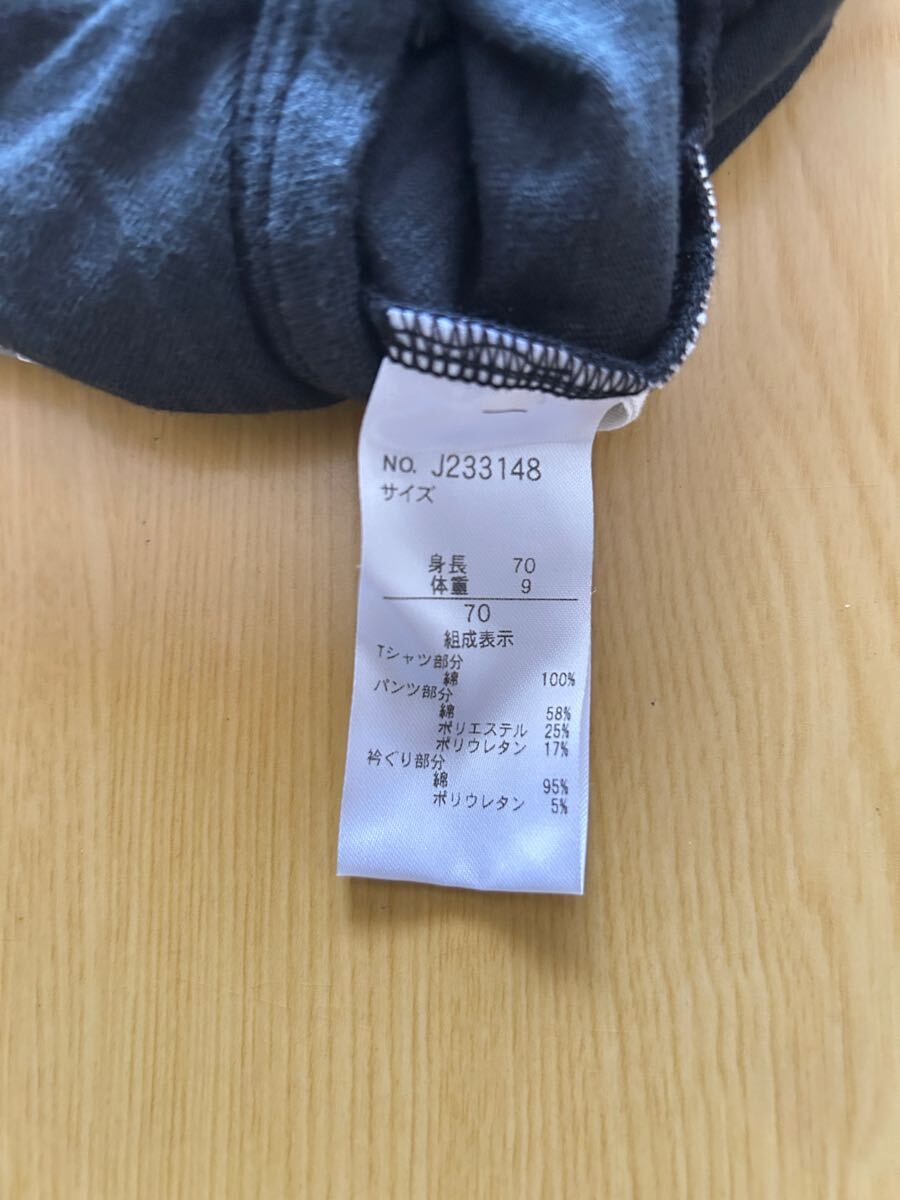 NO. J233148
サイズ
身長 70
体重 9
70
組成表示
Tシャツ部分
綿 100%
パンツ部分
綿 58%
ポリエステル 25%
ポリウレタン 17%
衿ぐり部分
綿 95%
ポリウレタン 5%